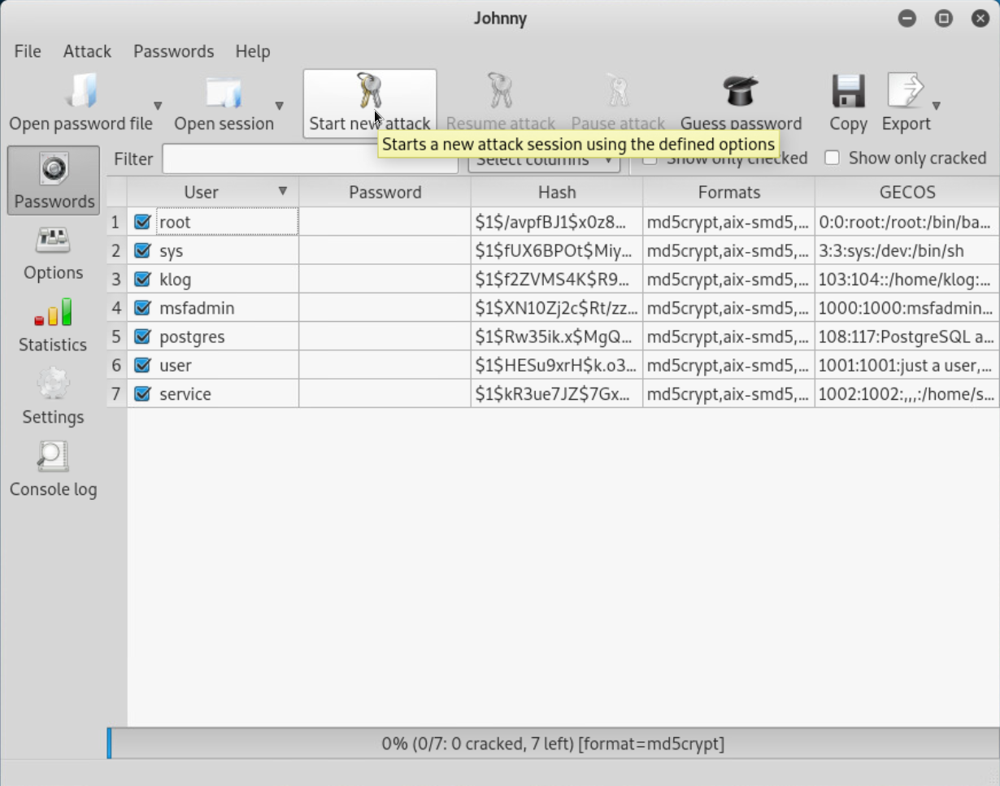 Johnny
File Attack Passwords Help
Open password file Open session Start new attack Resume attack Pause attack Guess password Copy Export
Starts a new attack session using the defined options
Filter Select columns Show only checked Show only cracked
Passwords
Options
Statistics
Settings
Console log
User Password Hash Formats GECOS
1 root $1$/avpfBJ1$x0z8... md5crypt,aix-smd5,... 0:0:root:/root:/bin/ba...
2 sys $1$fUX6BPOt$Miy... md5crypt,aix-smd5,... 3:3:sys:/dev:/bin/sh
3 klog $1$f2ZVMS4K$R9... md5crypt,aix-smd5,... 103:104::/home/klog:...
4 msfadmin $1$XN10Zj2c$Rt/zz... md5crypt,aix-smd5,... 1000:1000:msfadmin...
5 postgres $1$Rw35ik.x$MgQ... md5crypt,aix-smd5,... 108:117:PostgreSQL a...
6 user $1$HESu9xrH$k.o3... md5crypt,aix-smd5,... 1001:1001:just a user,...
7 service $1$kR3ue7JZ$7Gx... md5crypt,aix-smd5,... 1002:1002:,,,:/home/s...
0% (0/7: 0 cracked, 7 left) [format=md5crypt]